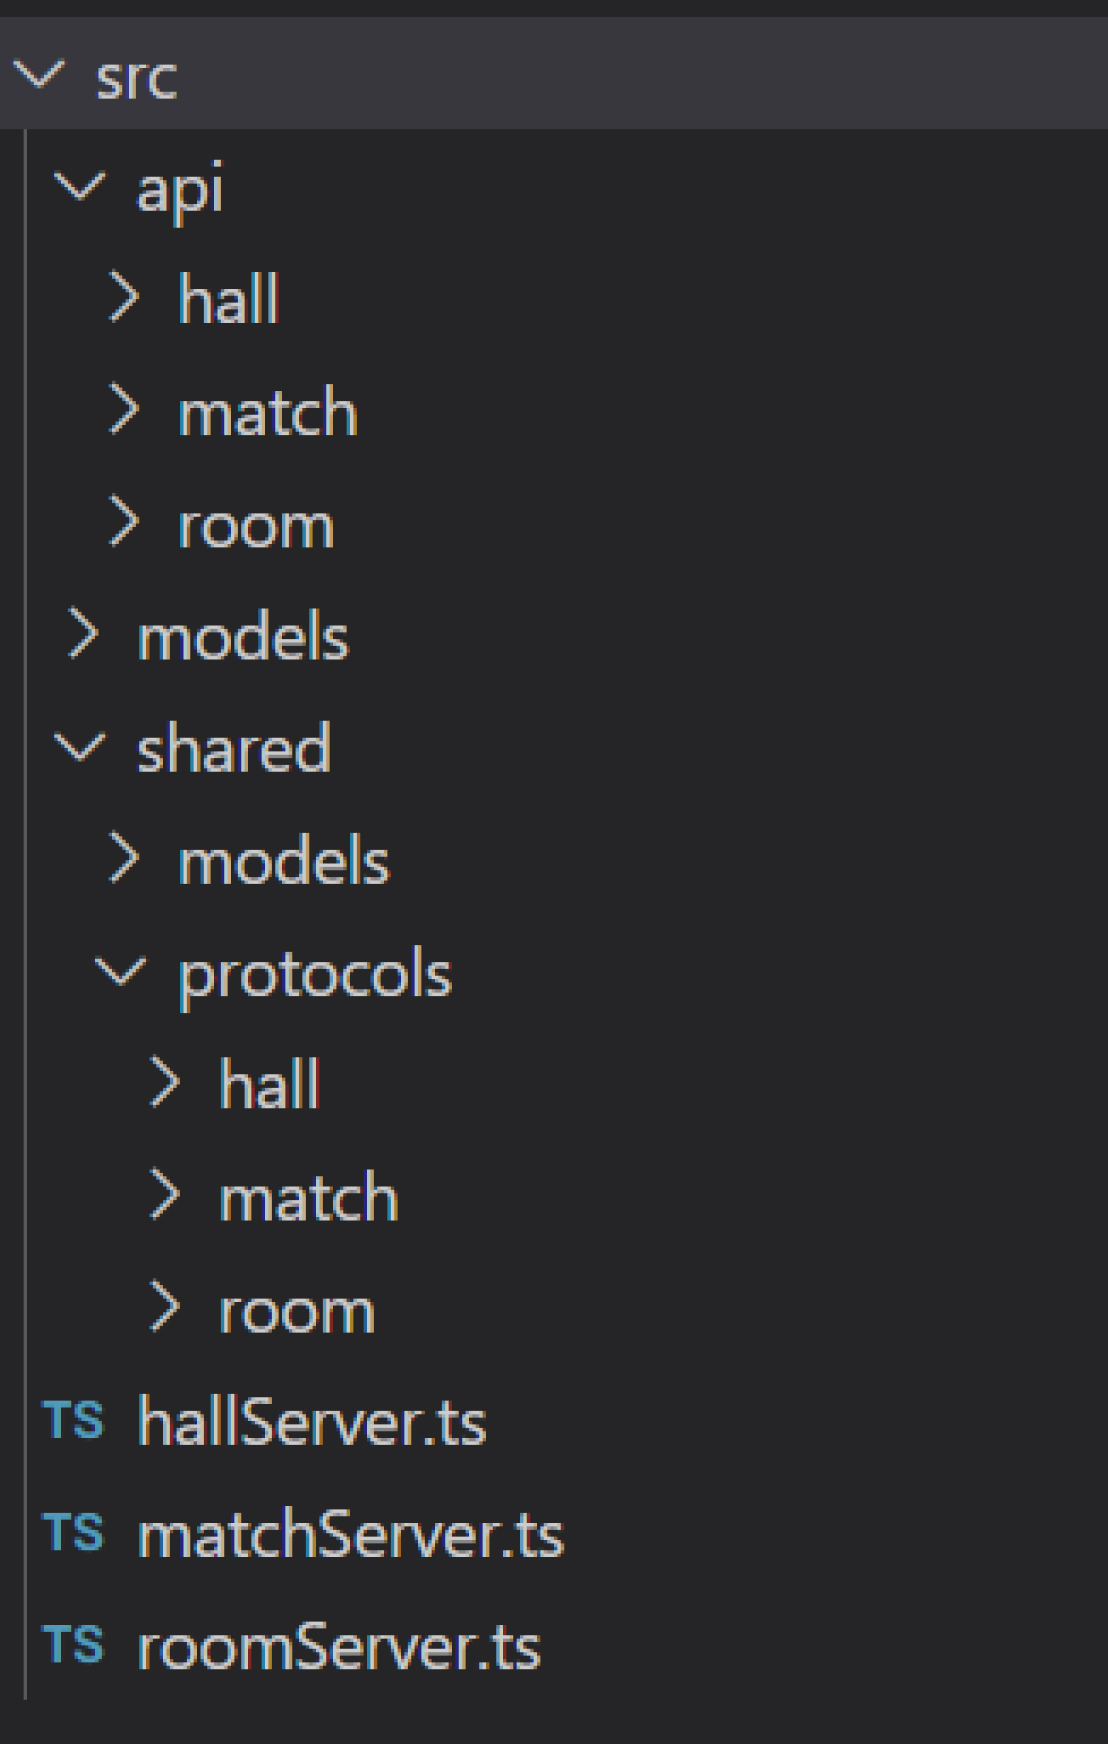 src
api
hall
match
room
models
shared
models
protocols
hall
match
room
TS hallServer.ts
TS matchServer.ts
TS roomServer.ts